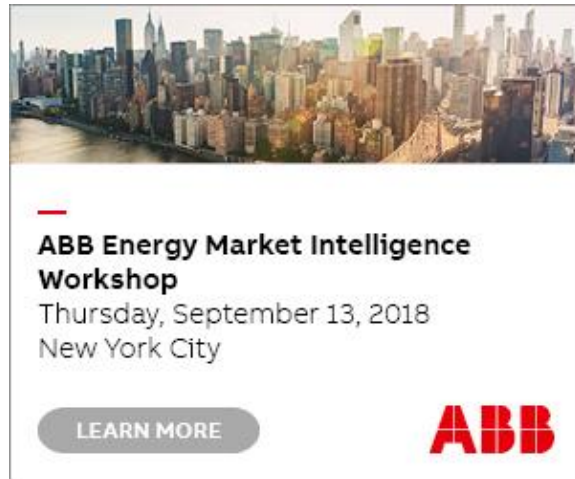 ABB Energy Market Intelligence
Workshop
Thursday, September 13, 2018
New York City
LEARN MORE
ABB